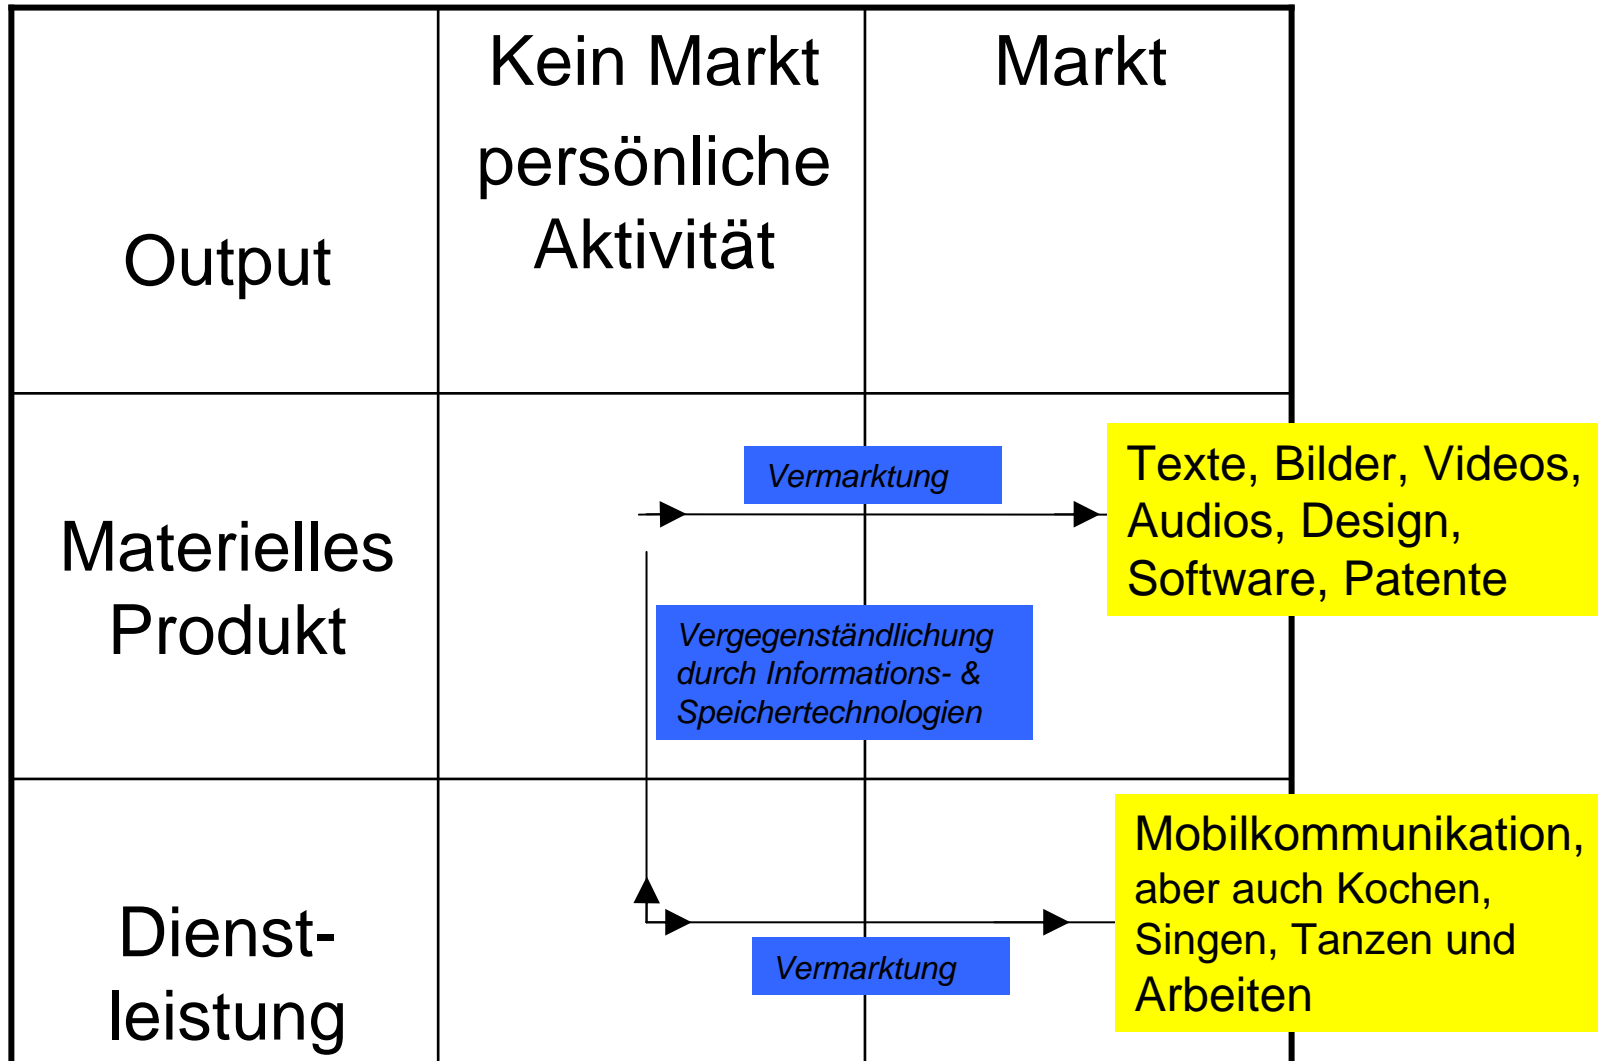 Output
Kein Markt
persönliche
Aktivität
Markt
Materielles
Produkt
Vermarktung
Texte, Bilder, Videos,
Audios, Design,
Software, Patente
Vergegenständlichung
durch Informations- &
Speichertechnologien
Dienst-
leistung
Vermarktung
Mobilkommunikation,
aber auch Kochen,
Singen, Tanzen und
Arbeiten